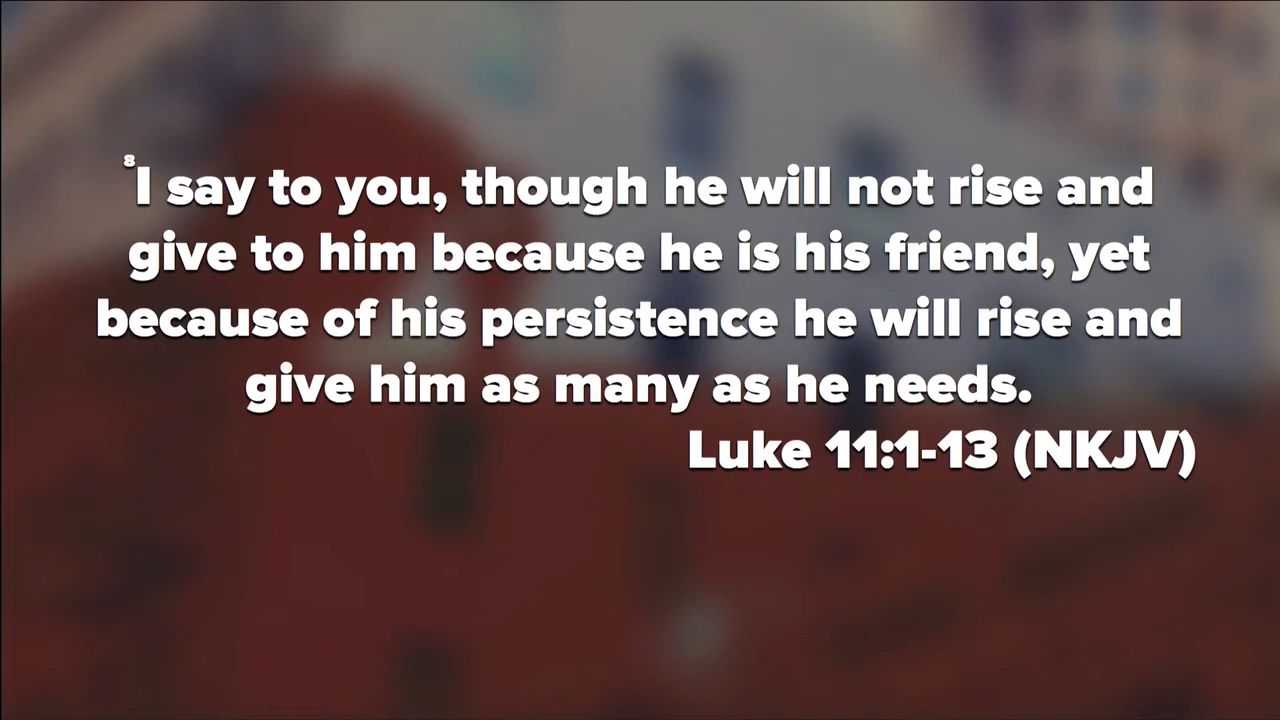 ⁸I say to you, though he will not rise and
give to him because he is his friend, yet
because of his persistence he will rise and
give him as many as he needs.
Luke 11:1-13 (NKJV)